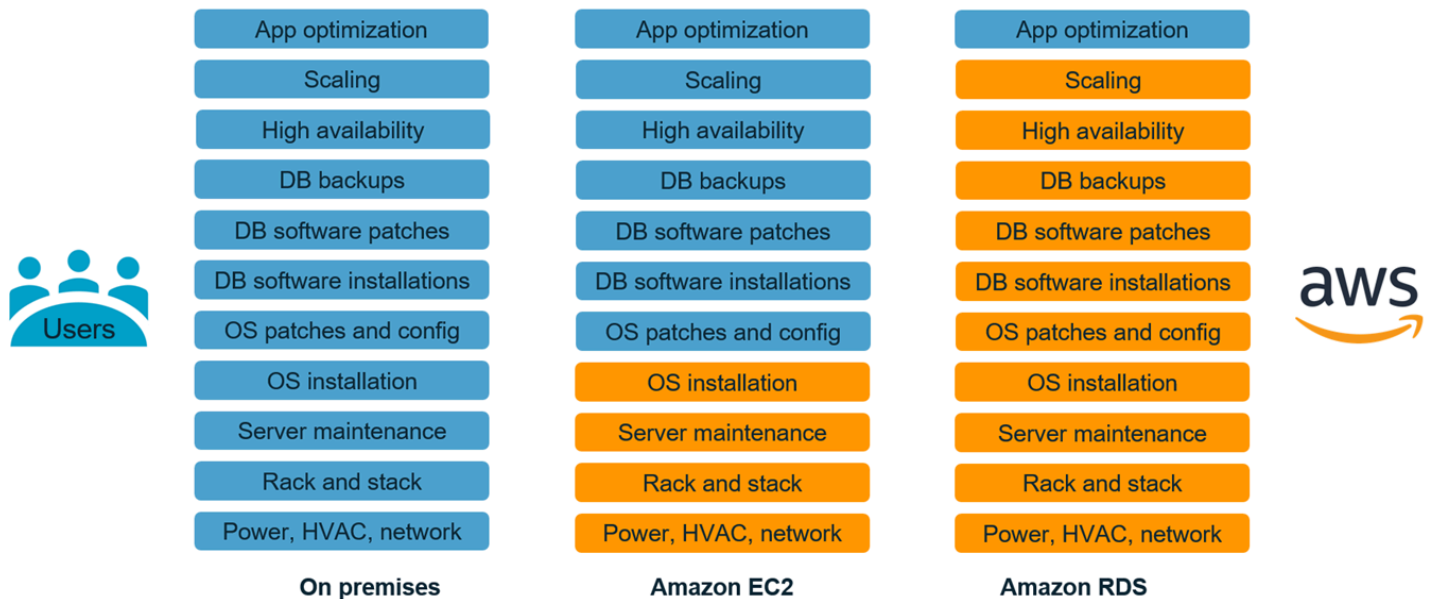 App optimization
Scaling
High availability
DB backups
DB software patches
DB software installations
OS patches and config
OS installation
Server maintenance
Rack and stack
Power, HVAC, network
On premises
App optimization
Scaling
High availability
DB backups
DB software patches
DB software installations
OS patches and config
OS installation
Server maintenance
Rack and stack
Power, HVAC, network
Amazon EC2
App optimization
Scaling
High availability
DB backups
DB software patches
DB software installations
OS patches and config
OS installation
Server maintenance
Rack and stack
Power, HVAC, network
Amazon RDS
Users
aws